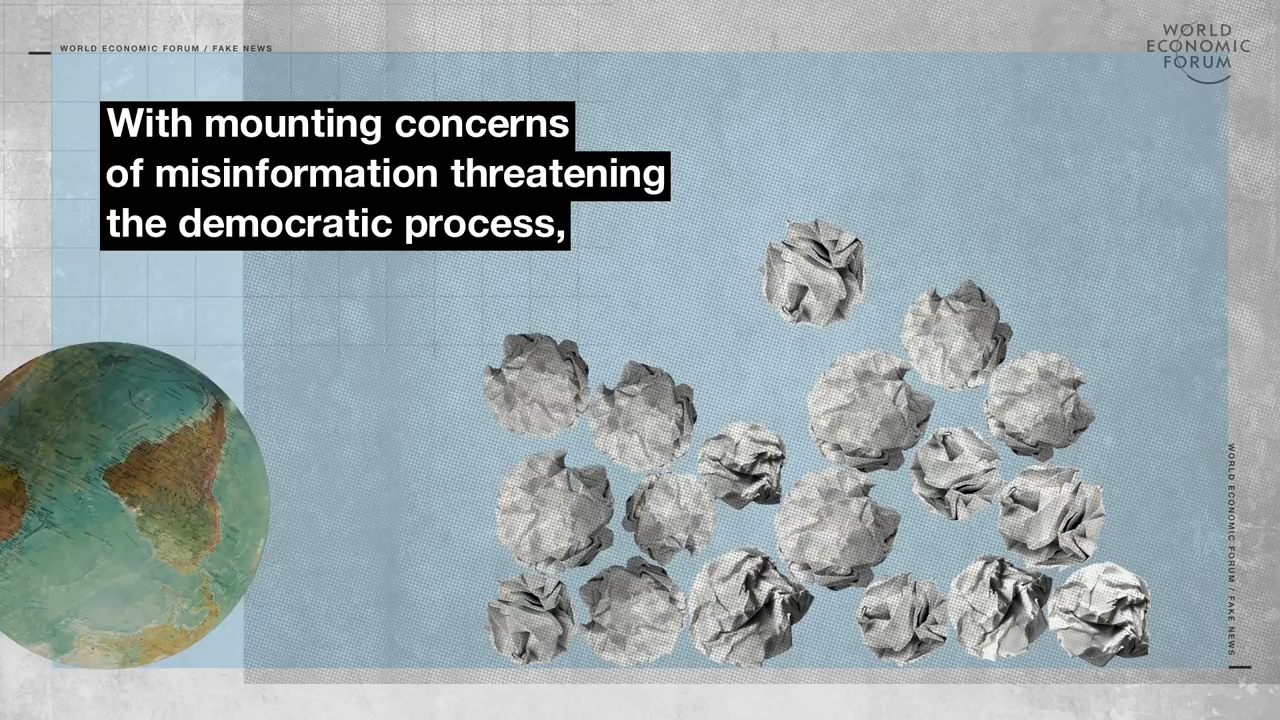 WORLD ECONOMIC FORUM / FAKE NEWS
WORLD
ECONOMIC
FORUM
With mounting concerns
of misinformation threatening
the democratic process,
WORLD ECONOMIC FORUM / FAKE NEWS